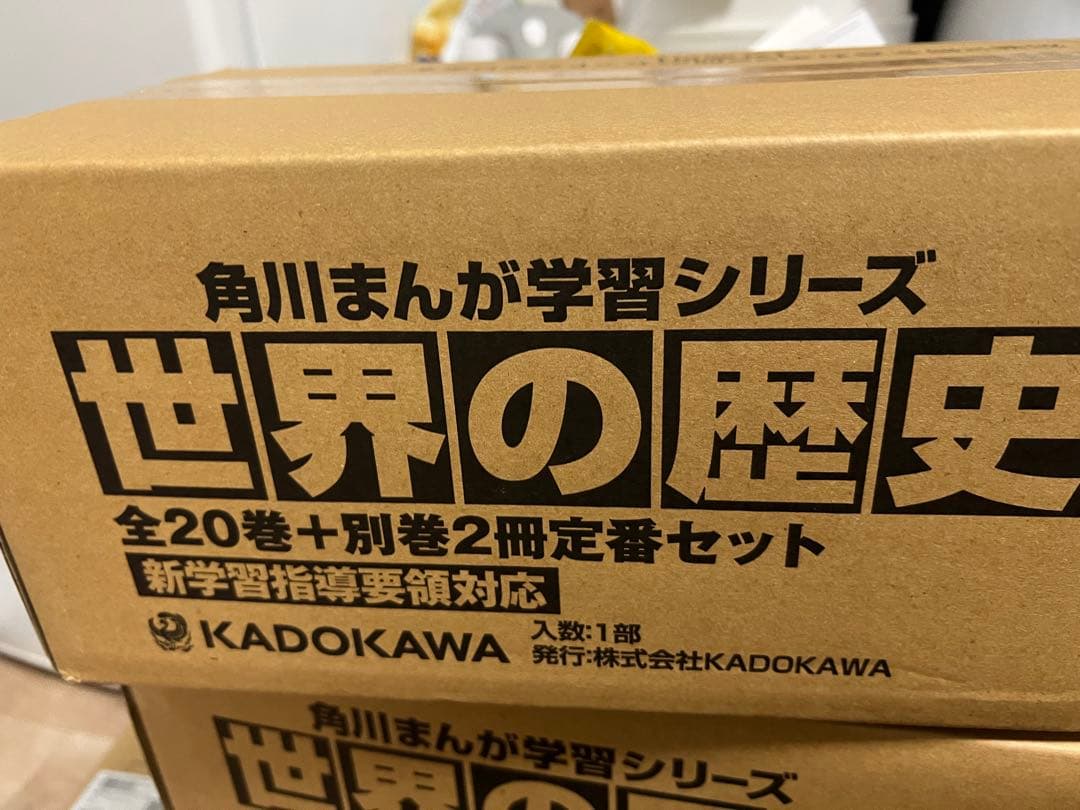 角川まんが学習シリーズ
世界の歴史
全20巻+別巻2冊定番セット
新学習指導要領対応
KADOKAWA
入数:1部
発行:株式会社KADOKAWA
角川まんが学習シリーズ
世界の